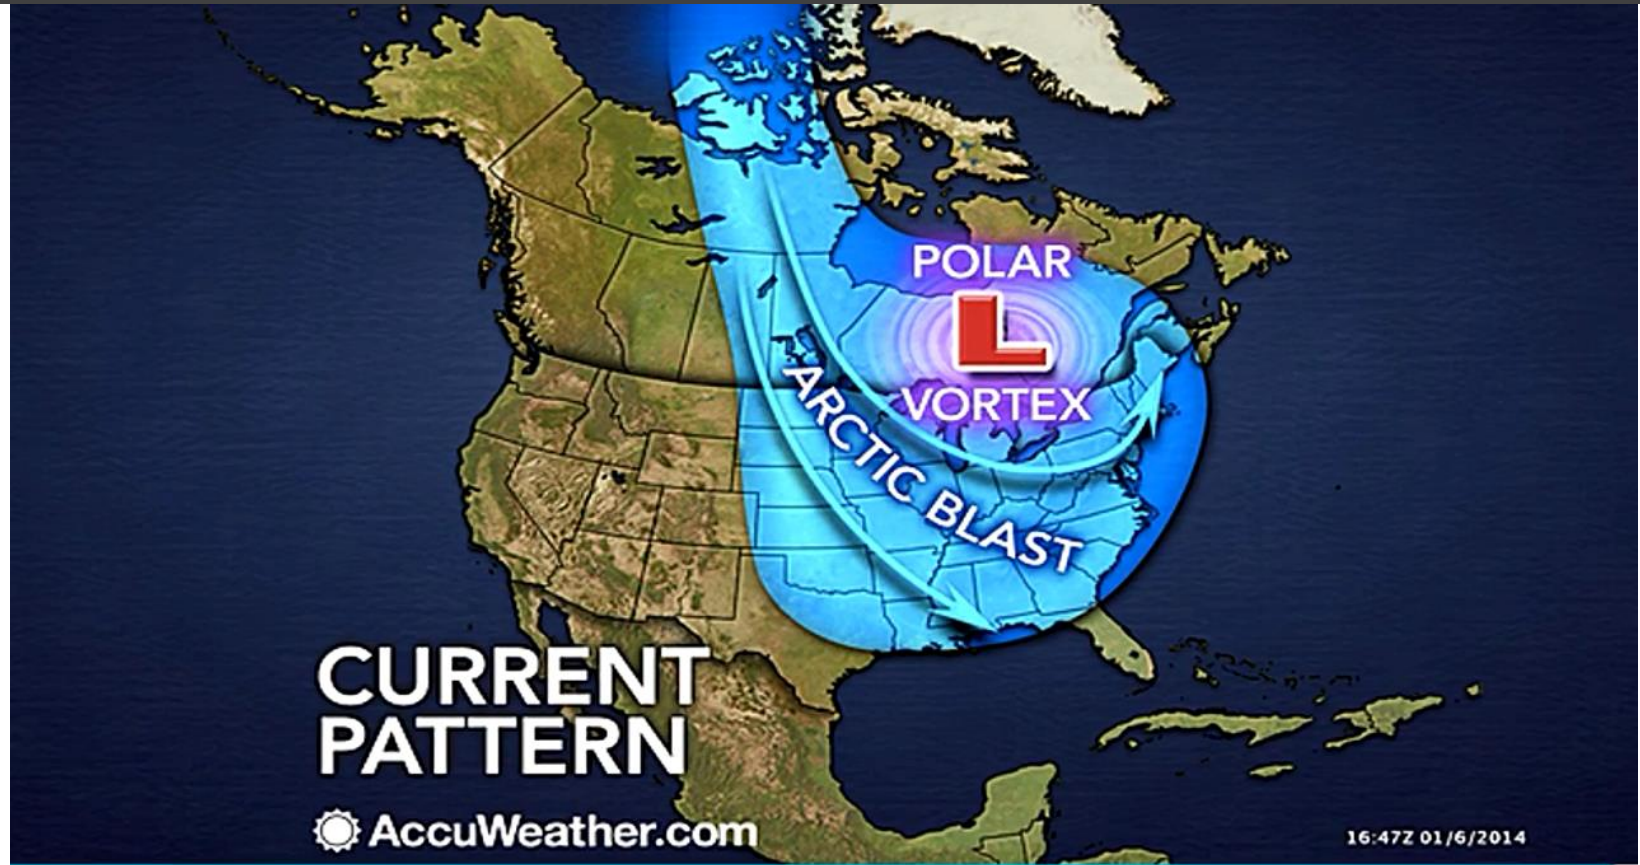 POLAR
L
VORTEX
ARCTIC BLAST
CURRENT
PATTERN
AccuWeather.com
16:47Z 01/6/2014